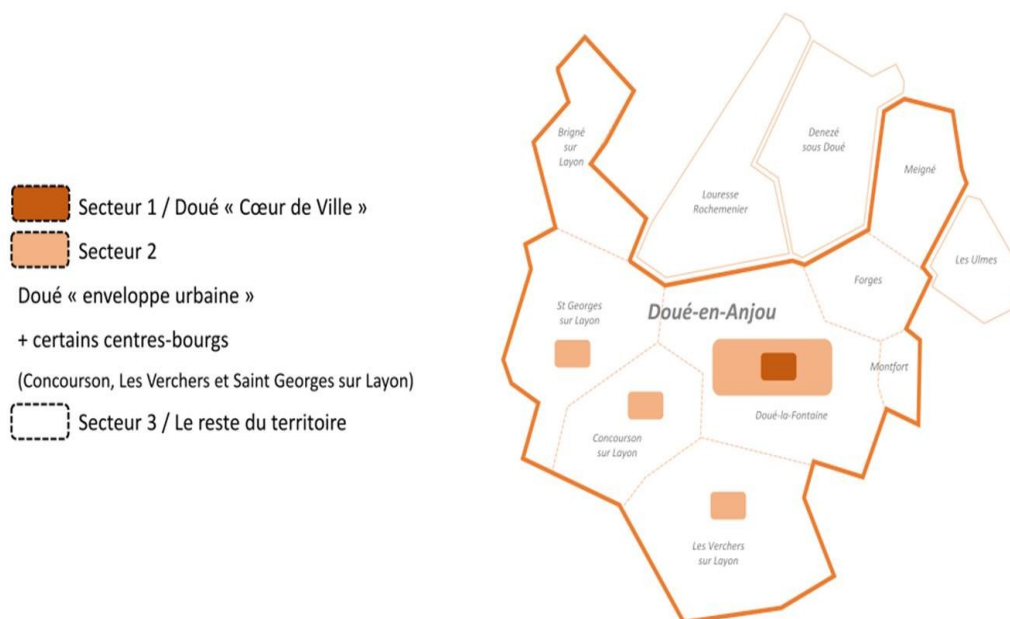 Secteur 1 / Doué « Cœur de Ville »
Secteur 2
Doué « enveloppe urbaine »
+ certains centres-bourgs
(Concourson, Les Verchers et Saint Georges sur Layon)
Secteur 3 / Le reste du territoire
Brigné
sur
Layon
Denezé
sous Doué
Meigné
Louresse
Rochemenier
Les Ulmes
Forges
St Georges
sur Layon
Doué-en-Anjou
Montfort
Doué-la-Fontaine
Concourson
sur Layon
Les Verchers
sur Layon